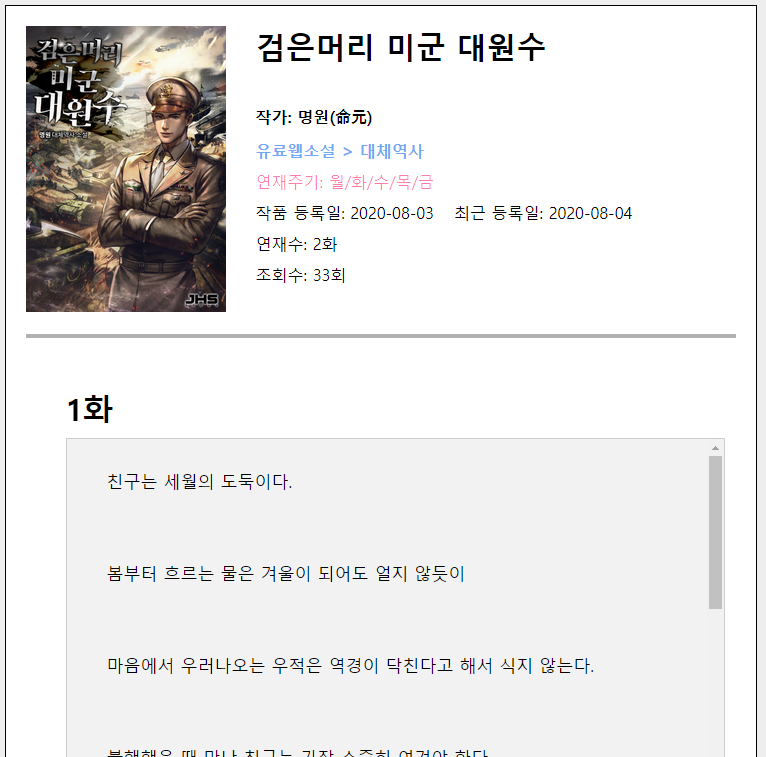 검은머리
미군
대원수
명원 대체역사 소설
JHS
검은머리 미군 대원수
작가: 명원(命元)
유료웹소설 > 대체역사
연재주기: 월/화/수/목/금
작품 등록일: 2020-08-03 최근 등록일: 2020-08-04
연재수: 2화
조회수: 33회
1화
친구는 세월의 도둑이다.
봄부터 흐르는 물은 겨울이 되어도 얼지 않듯이
마음에서 우러나오는 우적은 역경이 닥친다고 해서 식지 않는다.
불행했을 때 만난 친구는 가장 소중히 여겨야 한다